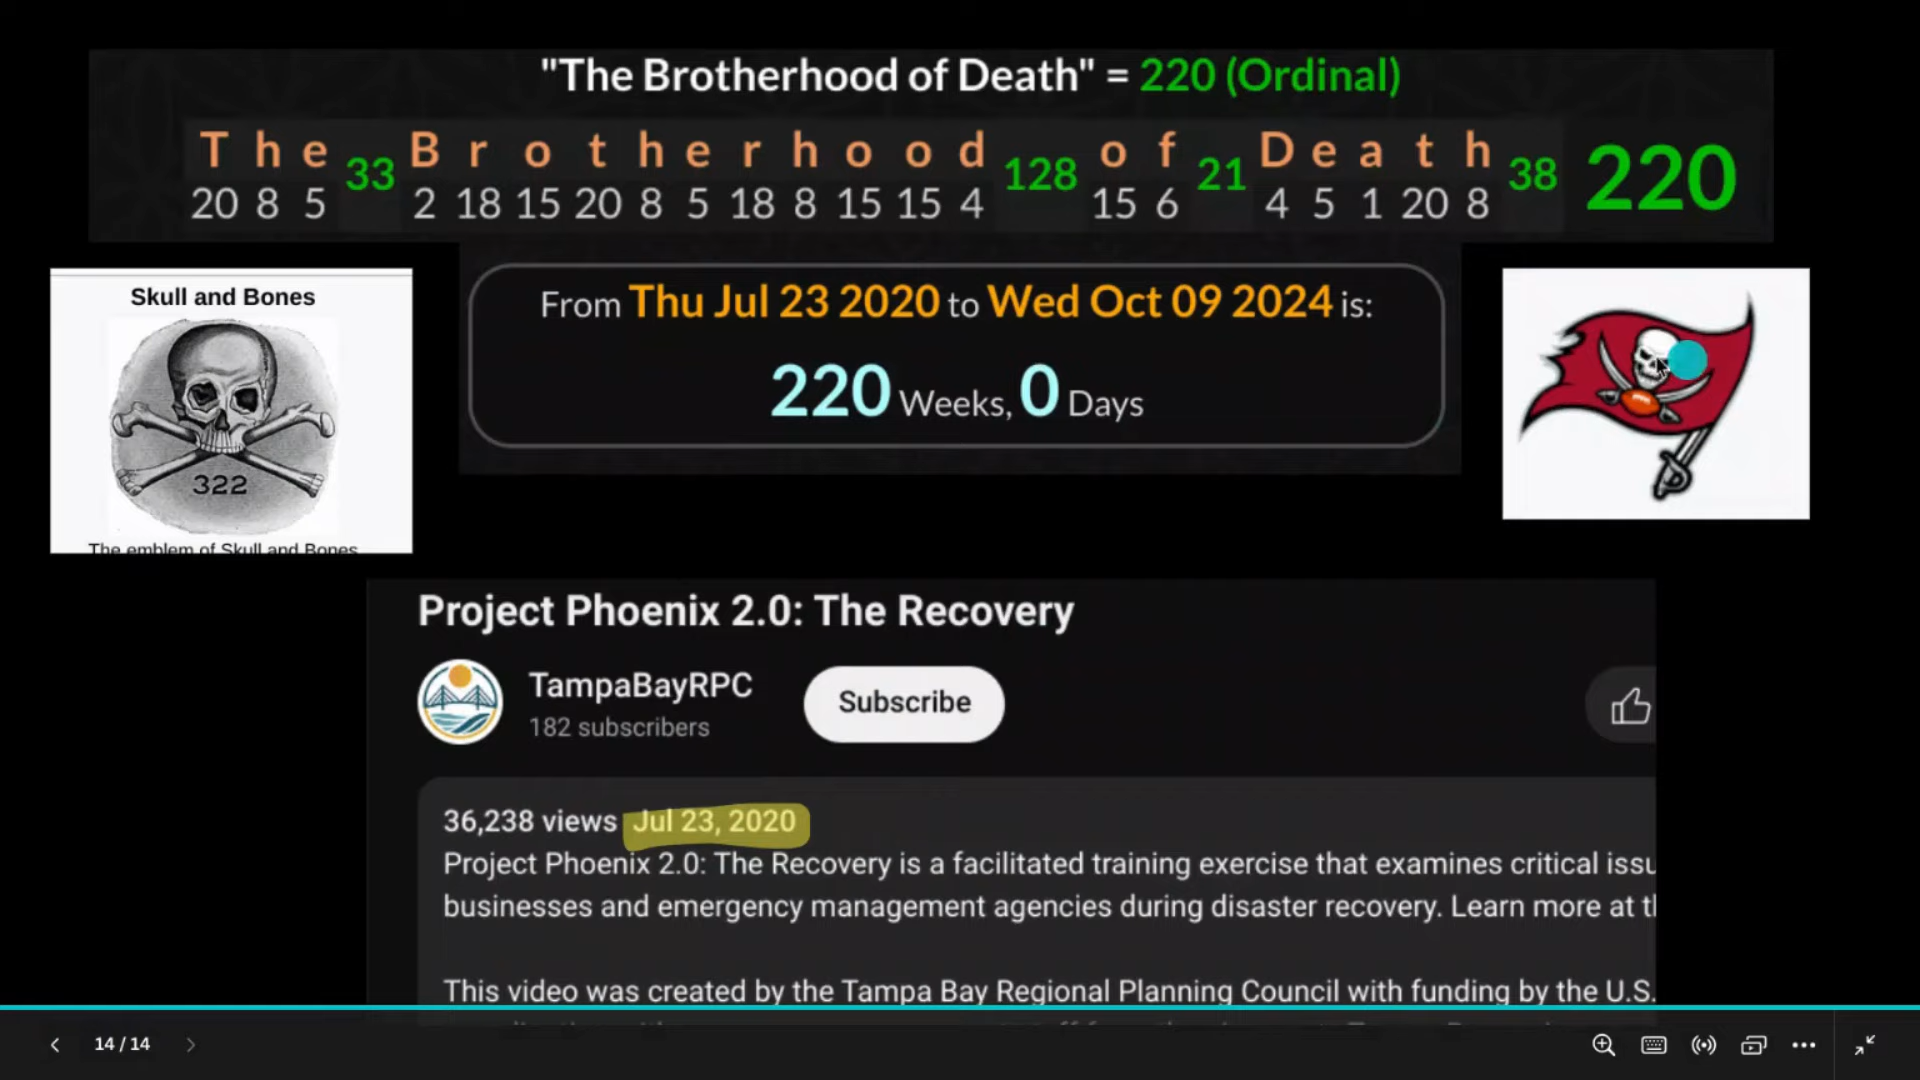 "The Brotherhood of Death" = 220 (Ordinal)
T h e 33 B r o t h e r h o o d 128 o f 21 D e a t h 38 220
20 8 5 2 18 15 20 8 5 18 8 15 15 4 15 6 4 5 1 20 8
Skull and Bones
322
The emblem of Skull and Bones
From Thu Jul 23 2020 to Wed Oct 09 2024 is:
220 Weeks, 0 Days
Project Phoenix 2.0: The Recovery
TampaBayRPC
182 subscribers
Subscribe
36,238 views Jul 23, 2020
Project Phoenix 2.0: The Recovery is a facilitated training exercise that examines critical issu
businesses and emergency management agencies during disaster recovery. Learn more at t
This video was created by the Tampa Bay Regional Planning Council with funding by the U.S.
14 / 14